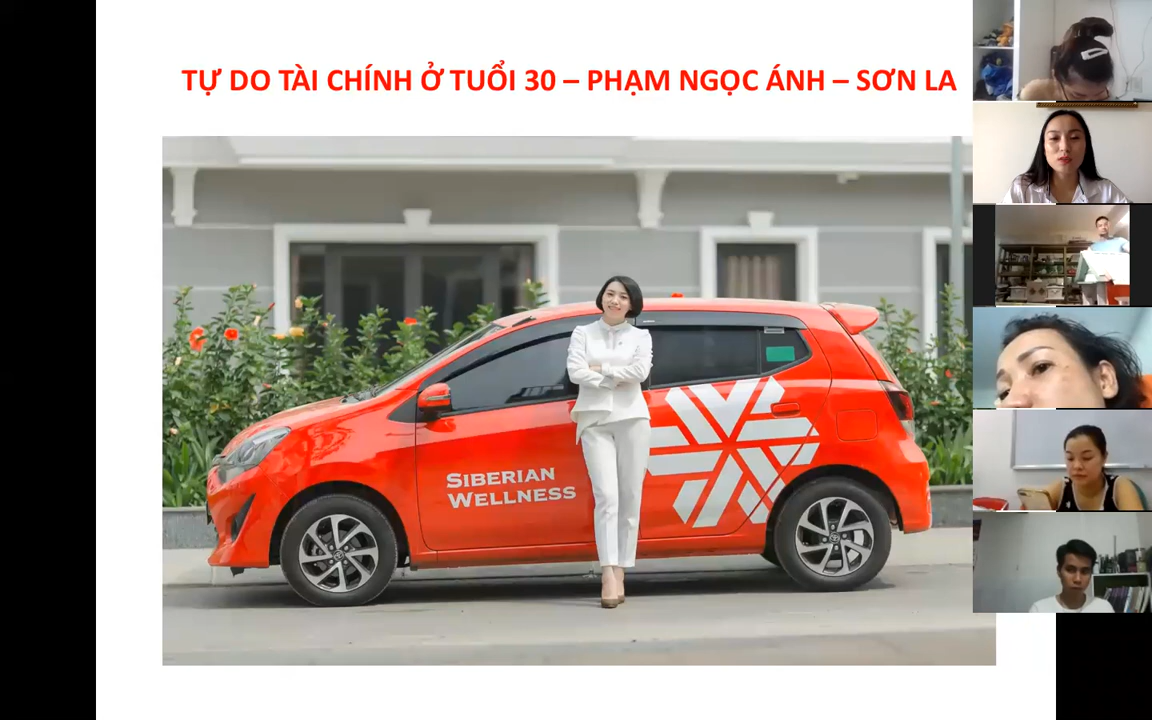 TỰ DO TÀI CHÍNH Ở TUỔI 30 – PHẠM NGỌC ÁNH – SƠN LA
SIBERIAN
WELLNESS